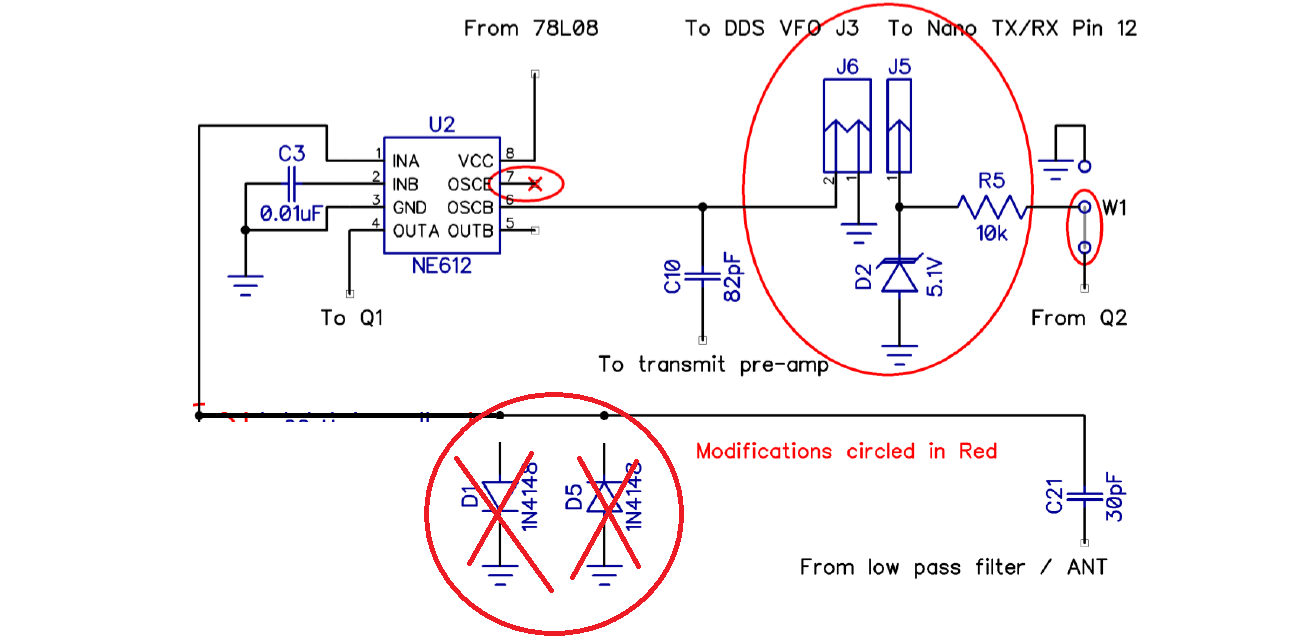 From 78L08
To DDS VFO J3
To Nano TX/RX Pin 12
J6
J5
U2
C3
1
INA
VCC
8
2
INB
OSCE
7
3
GND
OSCB
6
4
OUTA
OUTB
5
0.01uF
NE612
2
1
1
R5
10k
W1
D2
5.1V
C10
82pF
To Q1
From Q2
To transmit pre-amp
Modifications circled in Red
D1
1N4148
D5
1N4148
C21
30pF
From low pass filter / ANT